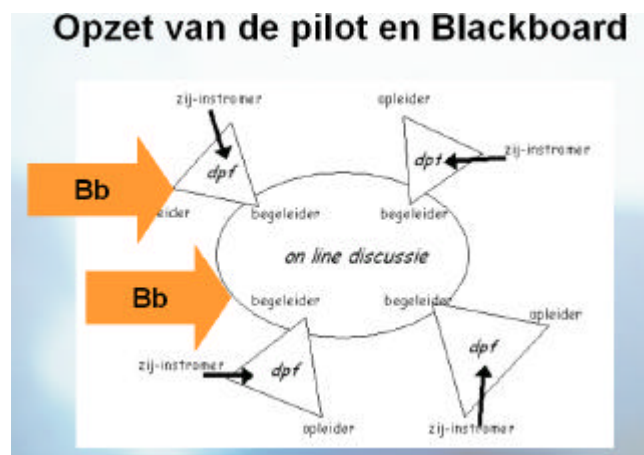 Opzet van de pilot en Blackboard
zij-instromer
opleider
dpf
dpf
zij-instromer
Bb
eider
begeleider
begeleider
on line discussie
Bb
begeleider
begeleider
opleider
zij-instromer
dpf
dpf
opleider
zij-instromer